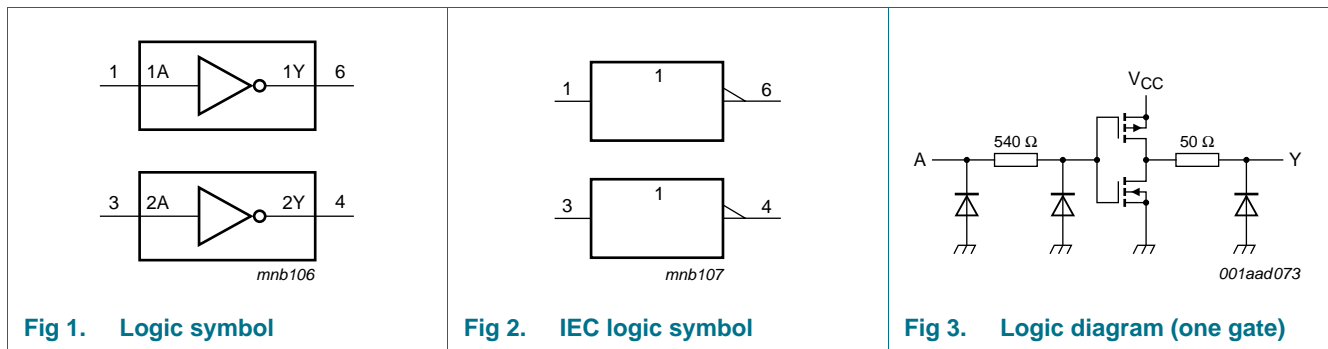 1 1A 1Y 6
3 2A 2Y 4
mnb106
Fig 1. Logic symbol
1 1 6
3 1 4
mnb107
Fig 2. IEC logic symbol
VCC
540 Ω 50 Ω
A Y
001aad073
Fig 3. Logic diagram (one gate)